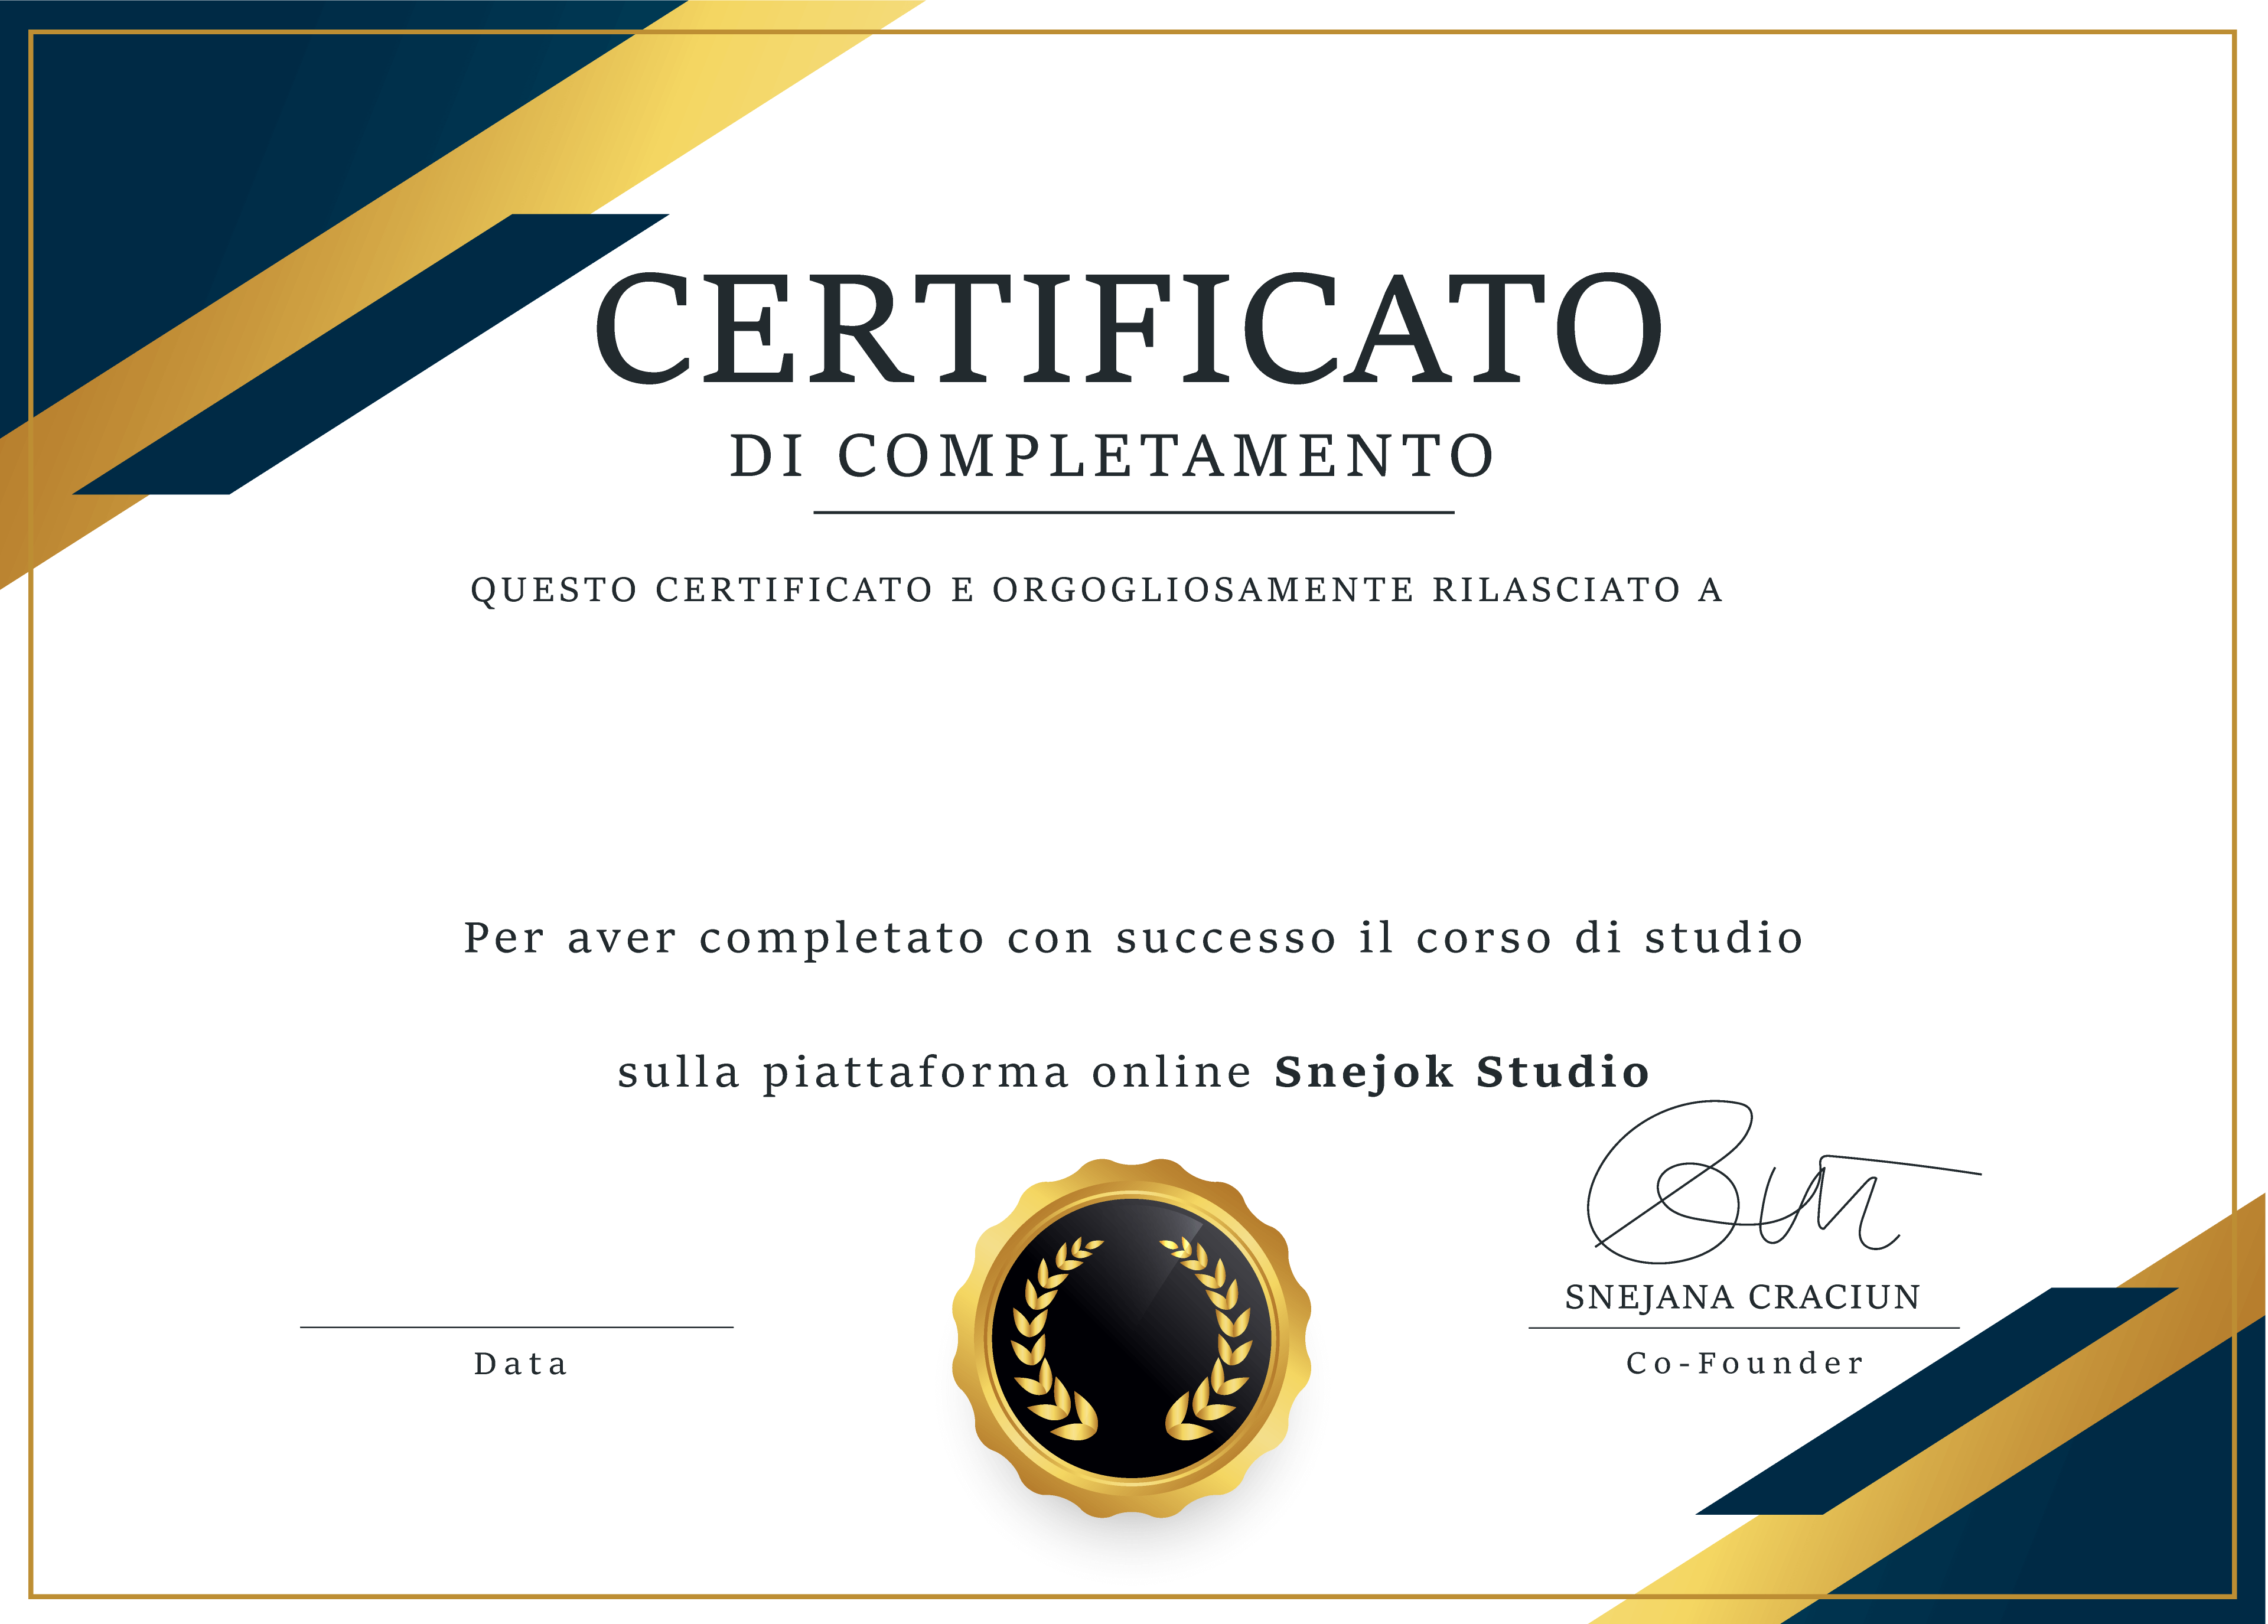 CERTIFICATO
DI COMPLETAMENTO
QUESTO CERTIFICATO E ORGOGLIOSAMENTE RILASCIATO A
Per aver completato con successo il corso di studio
sulla piattaforma online Snejok Studio
SNEJANA CRACIUN
Data
Co-Founder